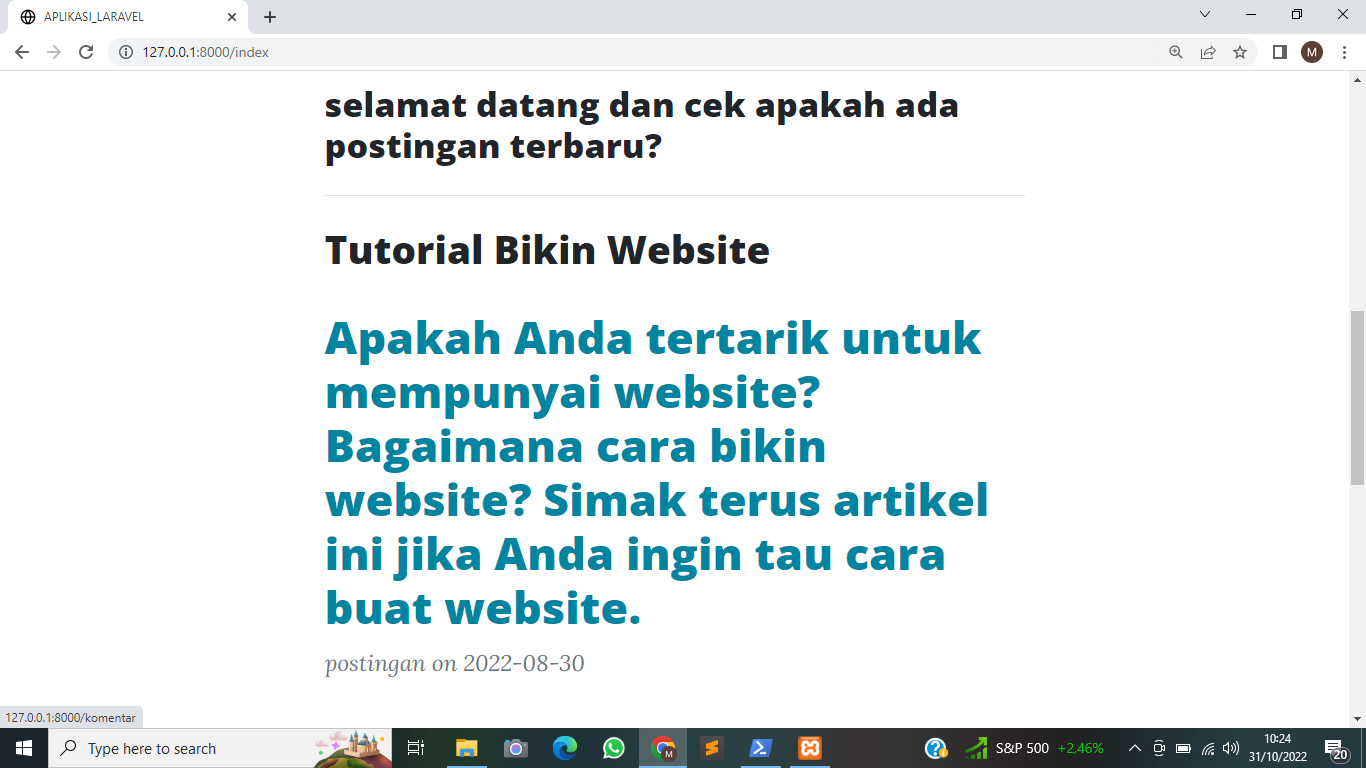 APLIKASI_LARAVEL
127.0.0.1:8000/index
M
selamat datang dan cek apakah ada
postingan terbaru?
Tutorial Bikin Website
Apakah Anda tertarik untuk
mempunyai website?
Bagaimana cara bikin
website? Simak terus artikel
ini jika Anda ingin tau cara
buat website.
postingan on 2022-08-30
127.0.0.1:8000/komentar
Type here to search
M
S&P 500 +2,46%
10:24
31/10/2022
20